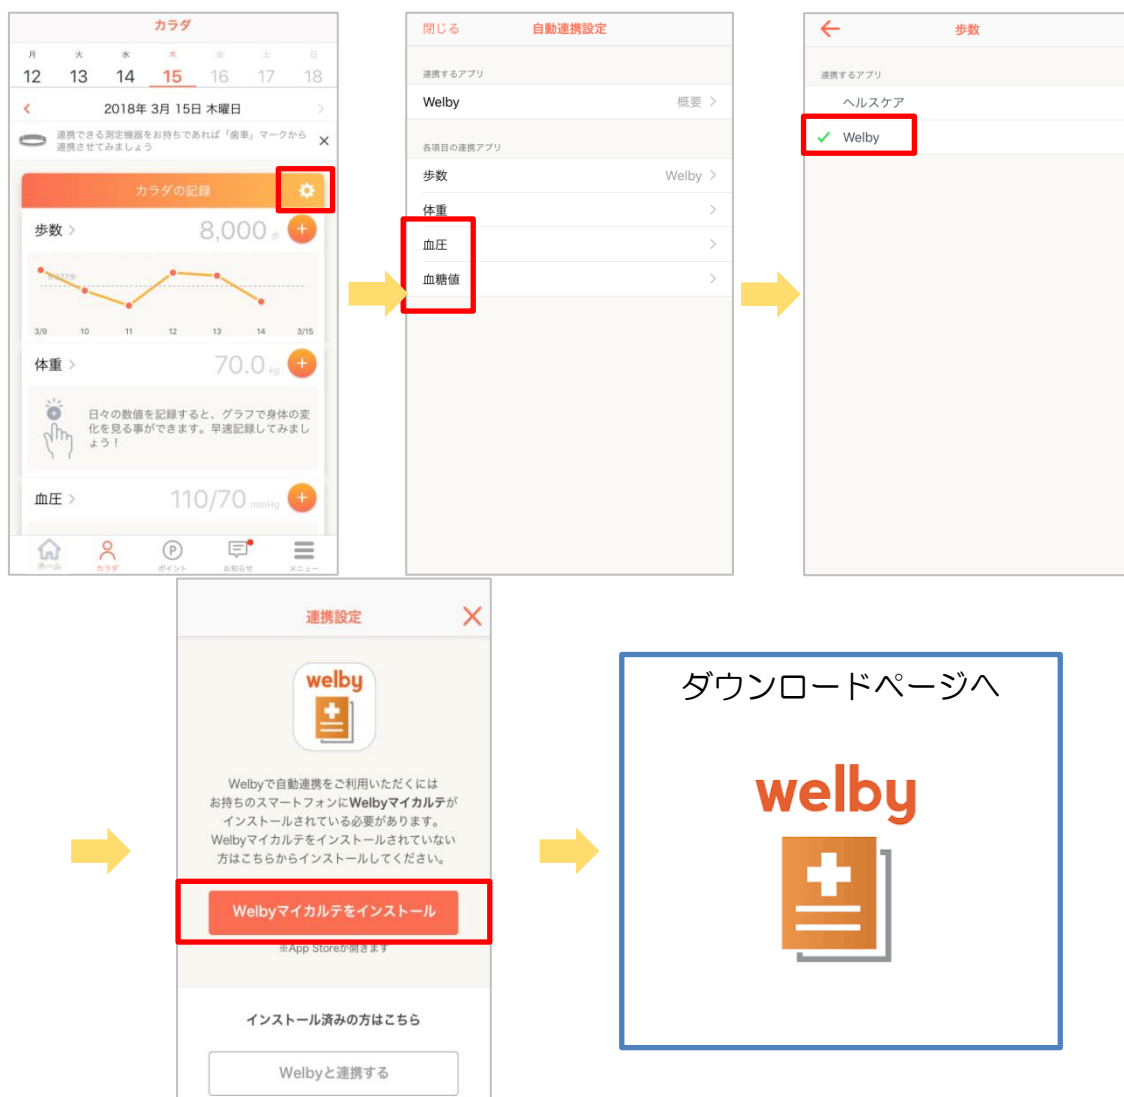 カラダ
月 火 水 木 金 土 日
12 13 14 15 16 17 18
2018年 3月 15日 木曜日
連携できる測定機器をお持ちであれば「歯車」マークから
連携させてみましょう
カラダの記録
歩数
8,000 歩
3/9 10 11 12 13 14 3/15
体重
70.0 kg
日々の数値を記録すると、グラフで身体の変
化を見る事ができます。早速記録してみまし
ょう！
血圧
110/70 mmHg
ホーム カラダ ポイント お知らせ メニュー
閉じる 自動連携設定
連携するアプリ
Welby 概要
各項目の連携アプリ
歩数 Welby
体重
血圧
血糖値
歩数
連携するアプリ
ヘルスケア
Welby
連携設定
welby
Welbyで自動連携をご利用いただくには
お持ちのスマートフォンにWelbyマイカルテが
インストールされている必要があります。
Welbyマイカルテをインストールされていない
方はこちらからインストールしてください。
Welbyマイカルテをインストール
※App Storeが開きます
インストール済みの方はこちら
Welbyと連携する
ダウンロードページへ
welby